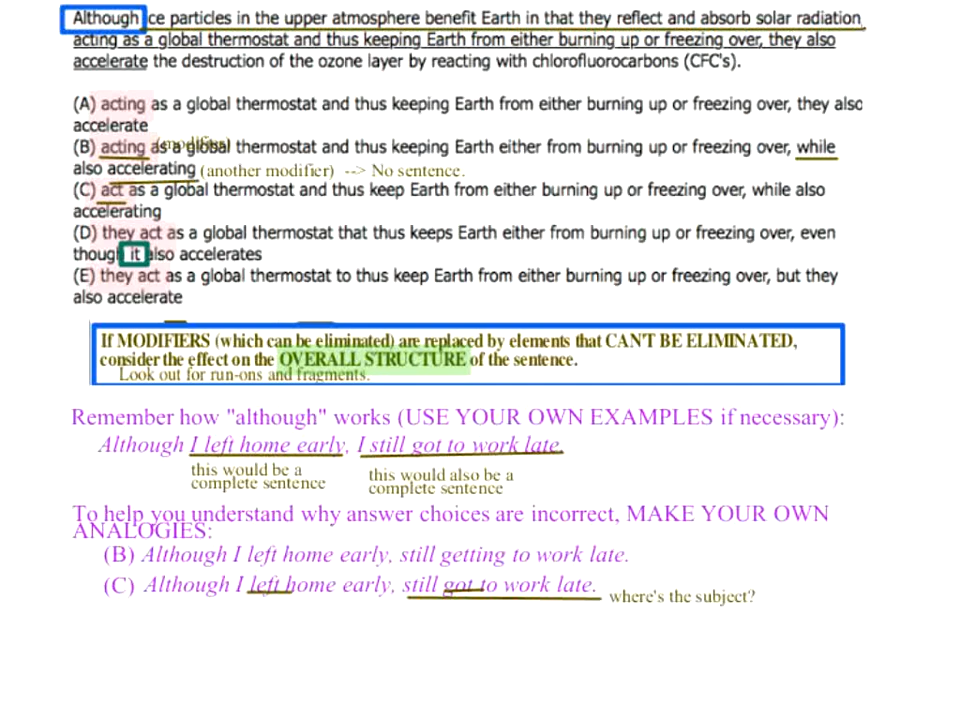 Although ce particles in the upper atmosphere benefit Earth in that they reflect and absorb solar radiation,
acting as a global thermostat and thus keeping Earth from either burning up or freezing over, they also
accelerate the destruction of the ozone layer by reacting with chlorofluorocarbons (CFC's).
(A) acting as a global thermostat and thus keeping Earth from either burning up or freezing over, they also
accelerate
(modifier)
(B) acting as a global thermostat and thus keeping Earth either from burning up or freezing over, while
also accelerating (another modifier) --> No sentence.
(C) act as a global thermostat and thus keep Earth from either burning up or freezing over, while also
accelerating
(D) they act as a global thermostat that thus keeps Earth either from burning up or freezing over, even
though it also accelerates
(E) they act as a global thermostat to thus keep Earth from either burning up or freezing over, but they
also accelerate
If MODIFIERS (which can be eliminated) are replaced by elements that CAN'T BE ELIMINATED,
consider the effect on the OVERALL STRUCTURE of the sentence.
Look out for run-ons and fragments.
Remember how "although" works (USE YOUR OWN EXAMPLES if necessary):
Although I left home early, I still got to work late.
this would be a
complete sentence
this would also be a
complete sentence
To help you understand why answer choices are incorrect, MAKE YOUR OWN
ANALOGIES:
(B) Although I left home early, still getting to work late.
(C) Although I left home early, still got to work late.
where's the subject?